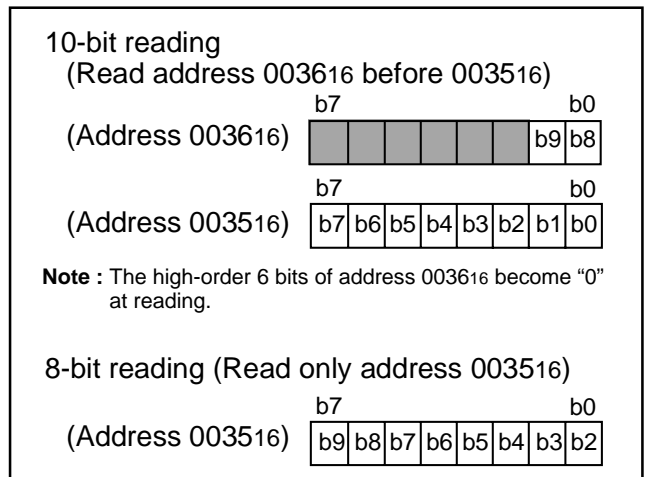 10-bit reading
(Read address 003616 before 003516)
b7 b0
(Address 003616) b9 b8
b7 b0
(Address 003516) b7 b6 b5 b4 b3 b2 b1 b0
Note : The high-order 6 bits of address 003616 become “0”
at reading.
8-bit reading (Read only address 003516)
b7 b0
(Address 003516) b9 b8 b7 b6 b5 b4 b3 b2